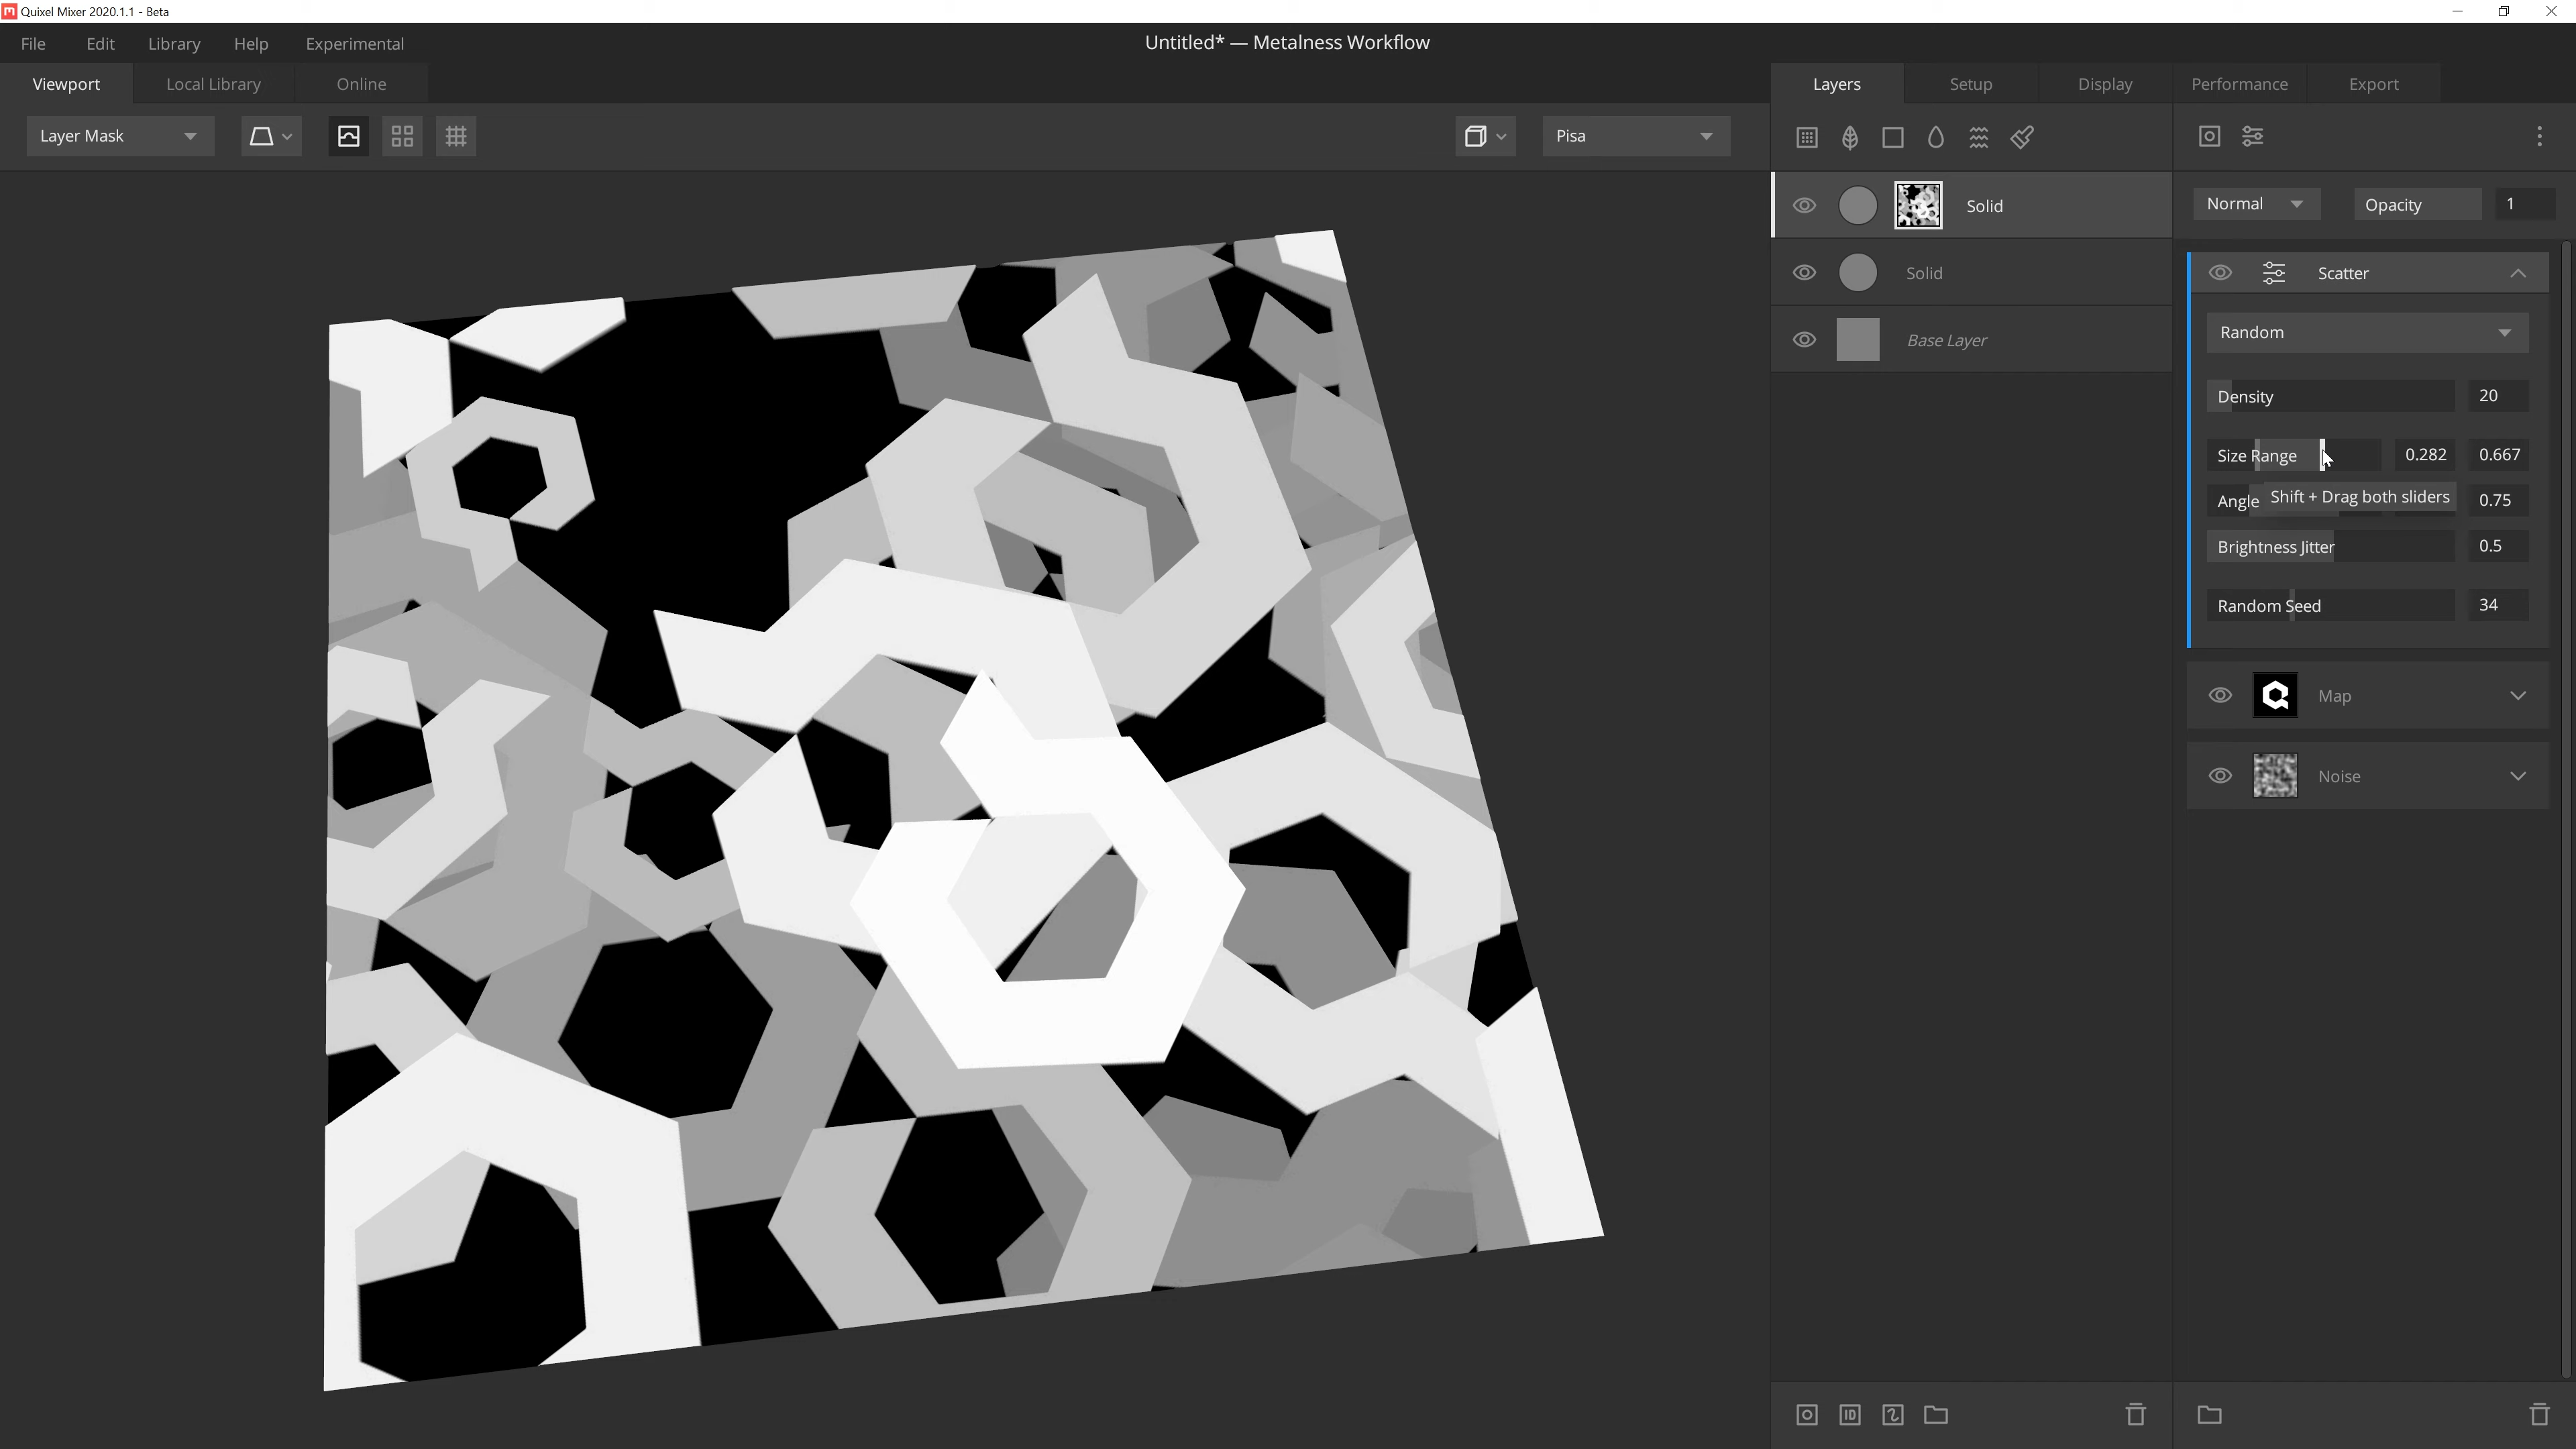 Quixel Mixer 2020.1.1 - Beta
File Edit Library Help Experimental
Untitled* — Metalness Workflow
Viewport Local Library Online
Layers Setup Display Performance Export
Layer Mask
Pisa
Solid
Solid
Base Layer
ID
Normal Opacity 1
Scatter
Random
Density 20
Size Range 0.282 0.667
Angle 0.75
Shift + Drag both sliders
Brightness Jitter 0.5
Random Seed 34
Map
Noise